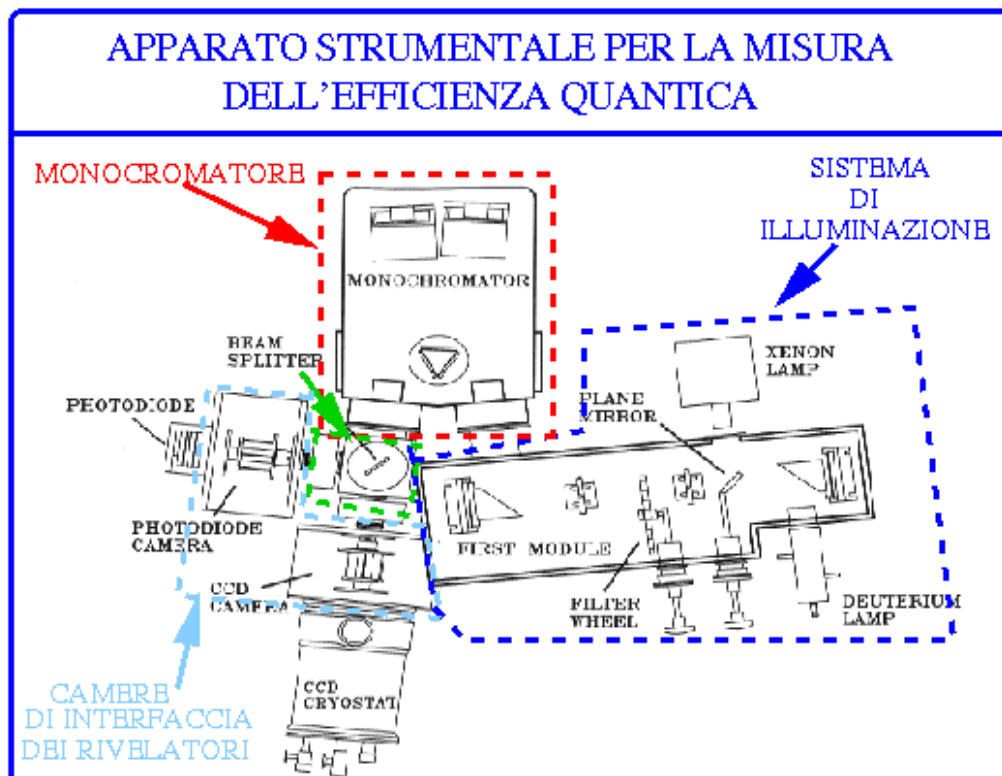 APPARATO STRUMENTALE PER LA MISURA
DELL'EFFICIENZA QUANTICA
MONOCROMATORE
SISTEMA
DI
ILLUMINAZIONE
MONOCHROMATOR
BEAM
SPLITTER
XENON
LAMP
PLANE
MIRROR
PHOTODIODE
PHOTODIODE
CAMERA
FIRST MODULE
CCD
CAMERA
FILTER
WHEEL
DEUTERIUM
LAMP
CCD
CRYOSTAT
CAMERE
DI INTERFACCIA
DEI RIVELATORI